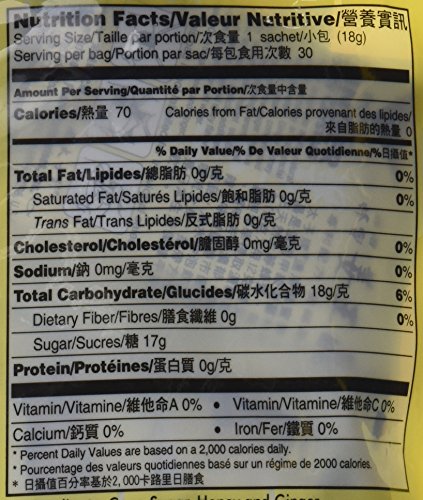 Nutrition Facts/Valeur Nutritive/營養資訊
Serving Size/Taille par portion/次食量 1 sachet/小包 (18g)
Serving per bag/Portion par sac/每包食用次數 30
Amount Per Serving/Quantité par Portion/次食量中含量
Calories/熱量 70 Calories from Fat/Calories provenant des lipides/
來自脂肪的熱量 0
% Daily Value/% De Valeur Quotidienne/%日攝值*
Total Fat/Lipides/總脂肪 0g/克 0%
Saturated Fat/Saturés Lipides/飽和脂肪 0g/克 0%
Trans Fat/Trans Lipides/反式脂肪 0g/克
Cholesterol/Cholestérol/膽固醇 0mg/毫克 0%
Sodium/鈉 0mg/毫克 0%
Total Carbohydrate/Glucides/碳水化合物 18g/克 6%
Dietary Fiber/Fibres/膳食纖維 0g 0%
Sugar/Sucres/糖 17g
Protein/Protéines/蛋白質 0g/克
Vitamin/Vitamine/維他命A 0% • Vitamin/Vitamine/維他命C 0%
Calcium/鈣質 0% • Iron/Fer/鐵質 0%
* Percent Daily Values are based on a 2,000 calories daily.
* Pourcentage des valeurs quotidiennes basé sur un régime de 2000 calories.
* 日攝值百分率基於2,000卡路里日膳食
Honey and Ginger